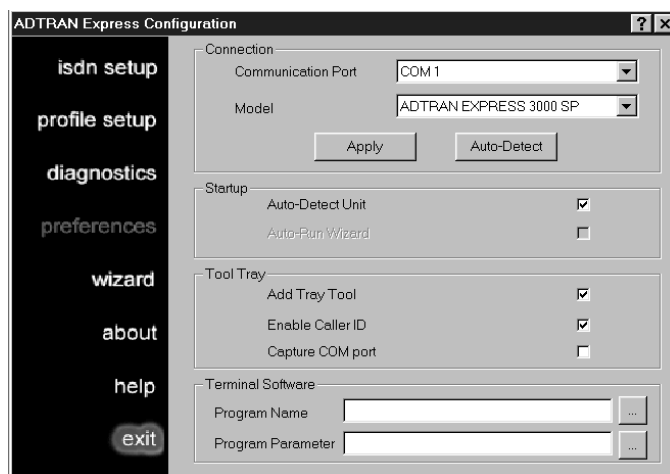 ADTRAN Express Configuration
isdn setup
profile setup
diagnostics
preferences
wizard
about
help
exit
Connection
Communication Port COM 1
Model ADTRAN EXPRESS 3000 SP
Apply Auto-Detect
Startup
Auto-Detect Unit
Auto-Run Wizard
Tool Tray
Add Tray Tool
Enable Caller ID
Capture COM port
Terminal Software
Program Name ...
Program Parameter ...